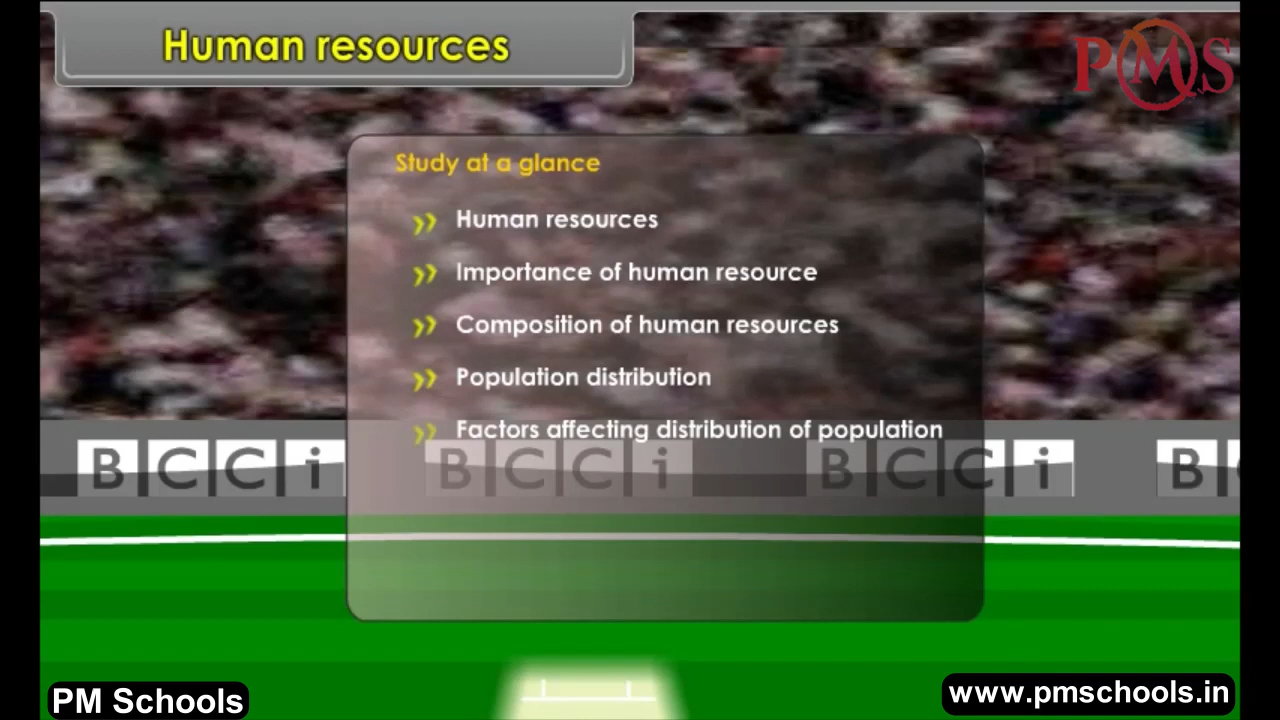 Human resources
PMS
Study at a glance
Human resources
Importance of human resource
Composition of human resources
Population distribution
Factors affecting distribution of population
BCCi BCCi BCCi B
PM Schools
www.pmschools.in